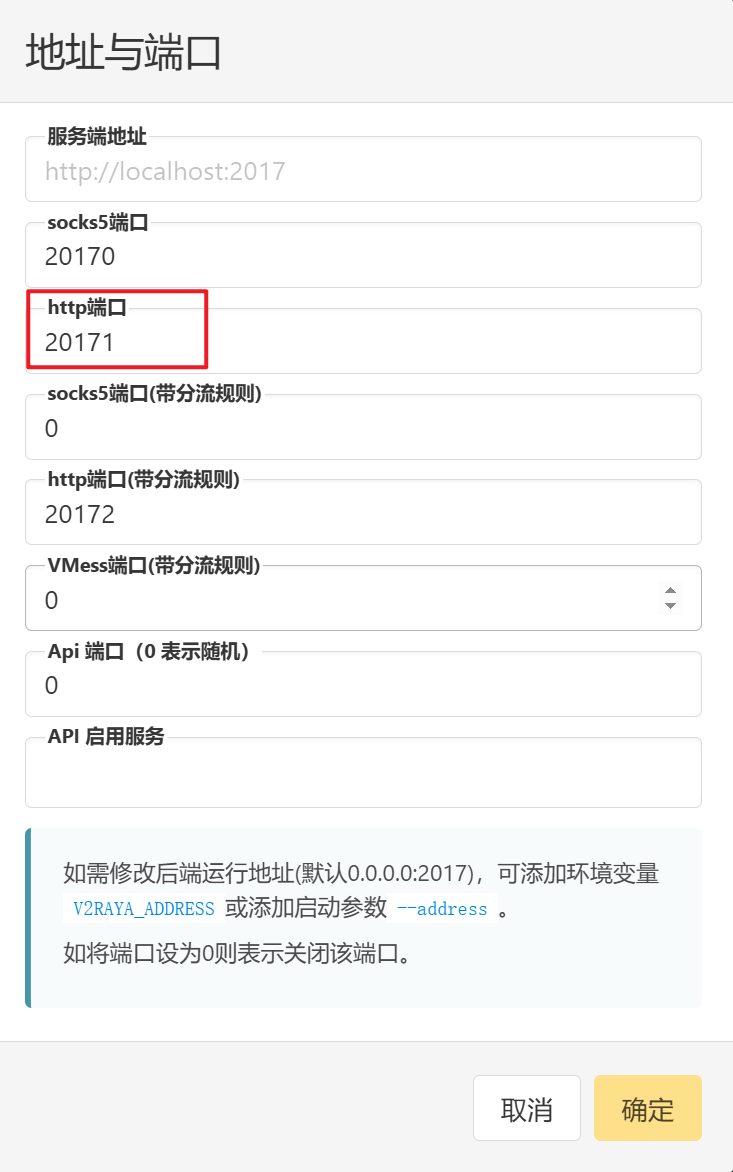 地址与端口
服务端地址
http://localhost:2017
socks5端口
20170
http端口
20171
socks5端口(带分流规则)
0
http端口(带分流规则)
20172
VMess端口(带分流规则)
0
Api 端口（0 表示随机）
0
API 启用服务
如需修改后端运行地址(默认0.0.0.0:2017)，可添加环境变量
V2RAYA_ADDRESS 或添加启动参数 --address 。
如将端口设为0则表示关闭该端口。
取消
确定